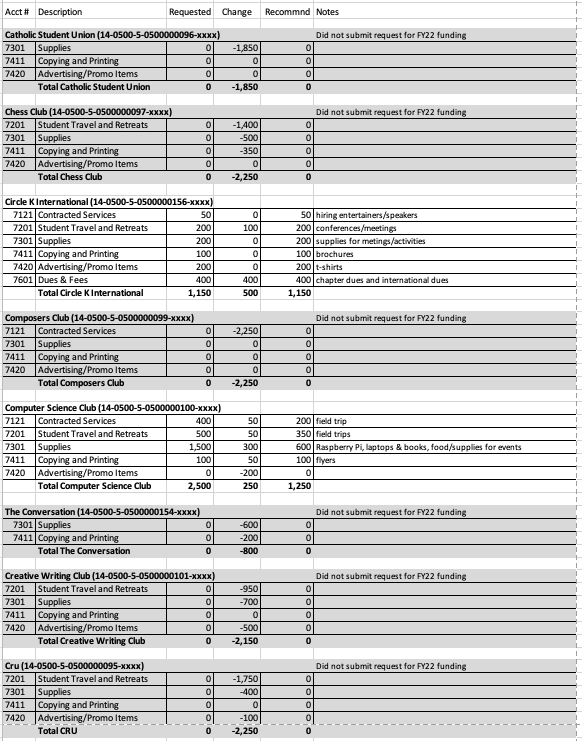 Acct # Description Requested Change Recommnd Notes
Catholic Student Union (14-0500-5-0500000096-xxxx) Did not submit request for FY22 funding
7301 Supplies 0 -1,850 0
7411 Copying and Printing 0 0 0
7420 Advertising/Promo Items 0 0 0
Total Catholic Student Union 0 -1,850 0
Chess Club (14-0500-5-0500000097-xxxx) Did not submit request for FY22 funding
7201 Student Travel and Retreats 0 -1,400 0
7301 Supplies 0 -500 0
7411 Copying and Printing 0 -350 0
7420 Advertising/Promo Items 0 0 0
Total Chess Club 0 -2,250 0
Circle K International (14-0500-5-0500000156-xxxx)
7121 Contracted Services 50 0 50 hiring entertainers/speakers
7201 Student Travel and Retreats 200 100 200 conferences/meetings
7301 Supplies 200 0 200 supplies for metings/activities
7411 Copying and Printing 100 0 100 brochures
7420 Advertising/Promo Items 200 0 200 t-shirts
7601 Dues & Fees 400 400 400 chapter dues and international dues
Total Circle K International 1,150 500 1,150
Composers Club (14-0500-5-0500000099-xxxx) Did not submit request for FY22 funding
7121 Contracted Services 0 -2,250 0
7301 Supplies 0 0 0
7411 Copying and Printing 0 0 0
7420 Advertising/Promo Items 0 0 0
Total Composers Club 0 -2,250 0
Computer Science Club (14-0500-5-0500000100-xxxx)
7121 Contracted Services 400 50 200 field trip
7201 Student Travel and Retreats 500 50 350 field trips
7301 Supplies 1,500 300 600 Raspberry Pi, laptops & books, food/supplies for events
7411 Copying and Printing 100 50 100 flyers
7420 Advertising/Promo Items 0 -200 0
Total Computer Science Club 2,500 250 1,250
The Conversation (14-0500-5-0500000154-xxxx) Did not submit request for FY22 funding
7301 Supplies 0 -600 0
7411 Copying and Printing 0 -200 0
Total The Conversation 0 -800 0
Creative Writing Club (14-0500-5-0500000101-xxxx) Did not submit request for FY22 funding
7201 Student Travel and Retreats 0 -950 0
7301 Supplies 0 -700 0
7411 Copying and Printing 0 0 0
7420 Advertising/Promo Items 0 -500 0
Total Creative Writing Club 0 -2,150 0
Cru (14-0500-5-0500000095-xxxx) Did not submit request for FY22 funding
7201 Student Travel and Retreats 0 -1,750 0
7301 Supplies 0 -400 0
7411 Copying and Printing 0 0 0
7420 Advertising/Promo Items 0 -100 0
Total CRU 0 -2,250 0